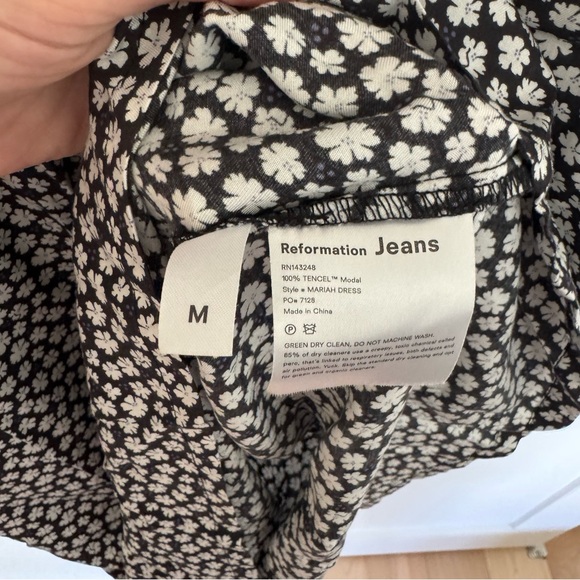 M
Reformation Jeans
RN143248
100% TENCEL™ Modal
Style # MARIAH DRESS
PO# 7128
Made in China
P
GREEN DRY CLEAN, DO NOT MACHINE WASH.
85% of dry cleaners use a creepy, toxic chemical called
perc, that's linked to respiratory issues, birth defects and
air pollution. Yuck. Skip the standard dry cleaning and opt
for green and organic cleaners